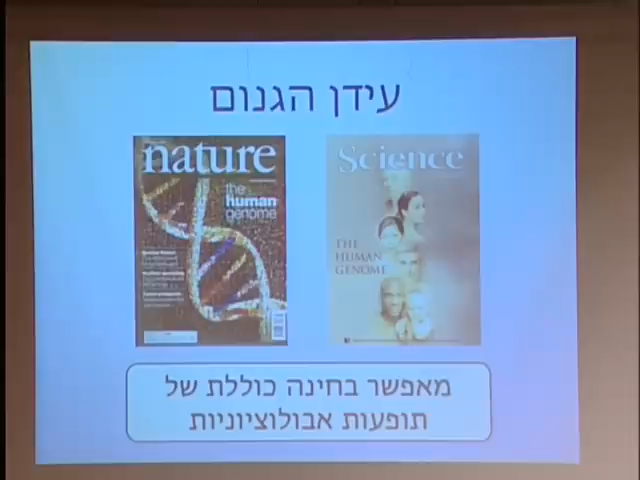 עידן הגנום
nature
the
human
genome
Science
THE
HUMAN
GENOME
מאפשר בחינה כוללת של
תופעות אבולוציוניות